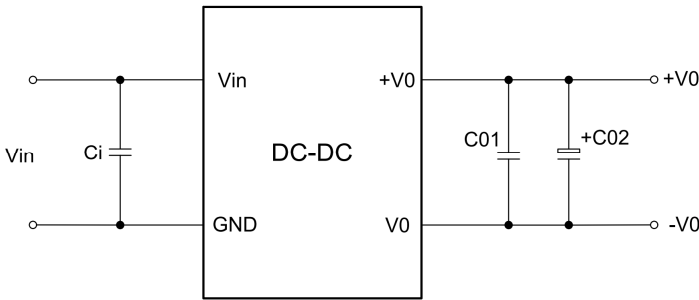 Vin
+V0
+V0
C01
+C02
Vin
Ci
DC-DC
GND
V0
-V0